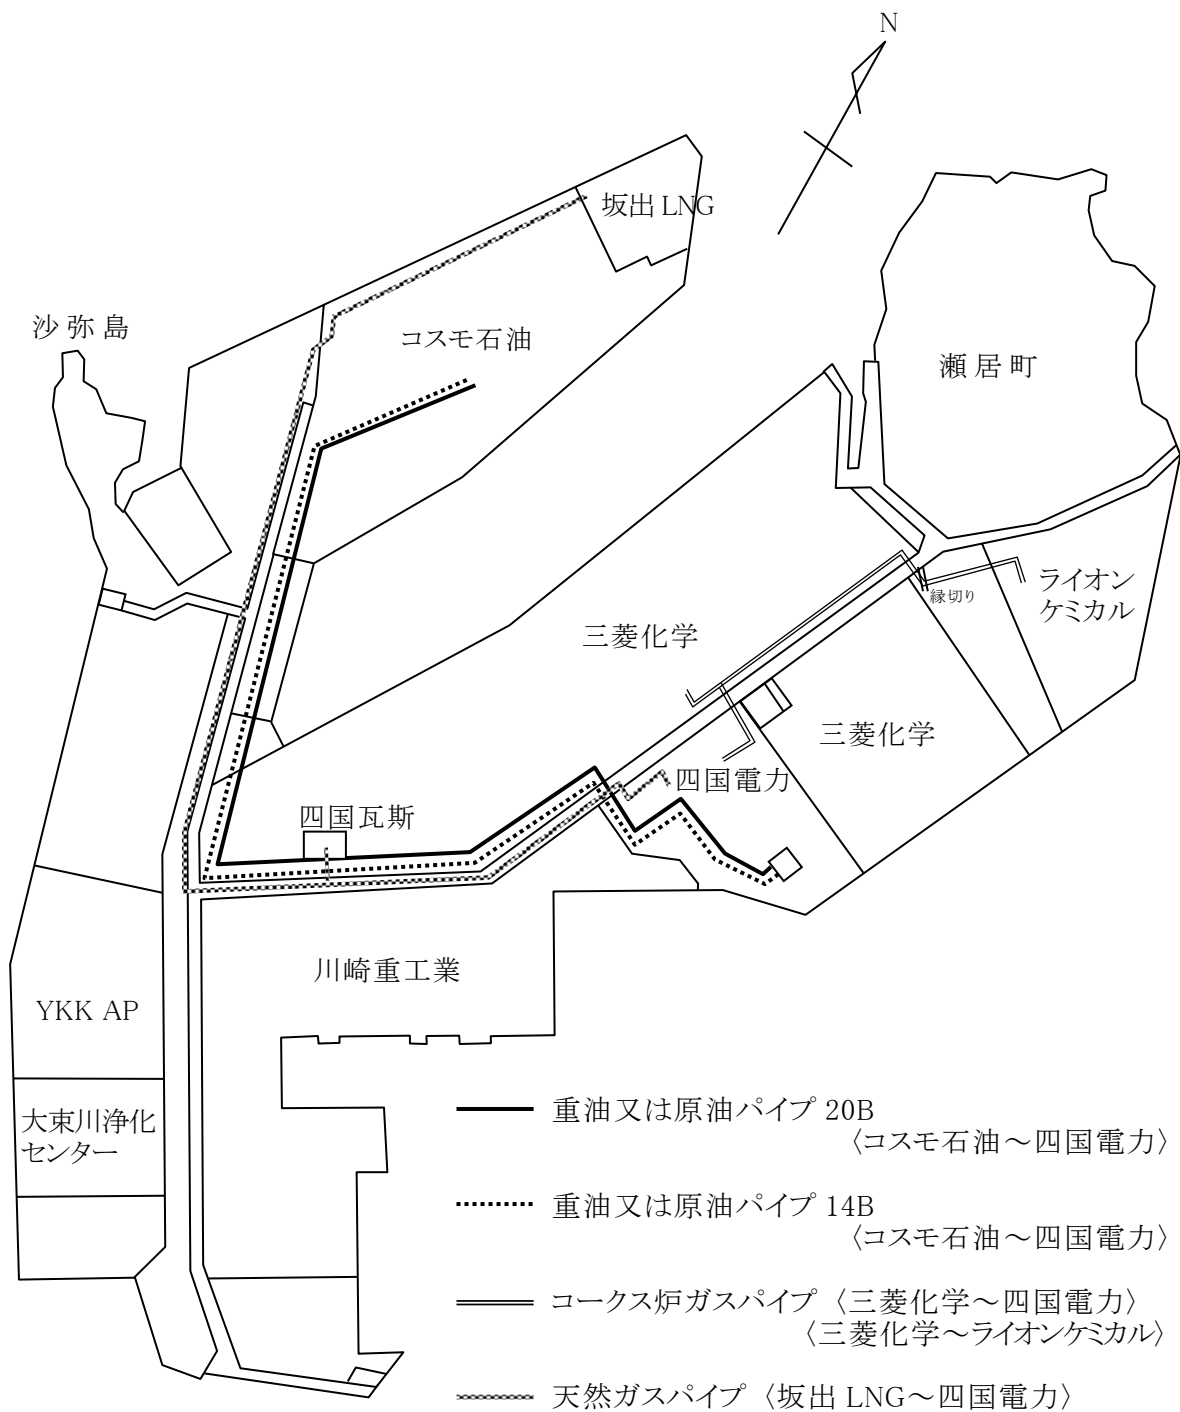 N
坂出 LNG
沙弥島
コスモ石油
瀬居町
ライオン
ケミカル
縁切り
三菱化学
三菱化学
四国電力
四国瓦斯
川崎重工業
YKK AP
大束川浄化
センター
重油又は原油パイプ 20B
〈コスモ石油～四国電力〉
重油又は原油パイプ 14B
〈コスモ石油～四国電力〉
コークス炉ガスパイプ〈三菱化学～四国電力〉
〈三菱化学～ライオンケミカル〉
天然ガスパイプ〈坂出 LNG～四国電力〉